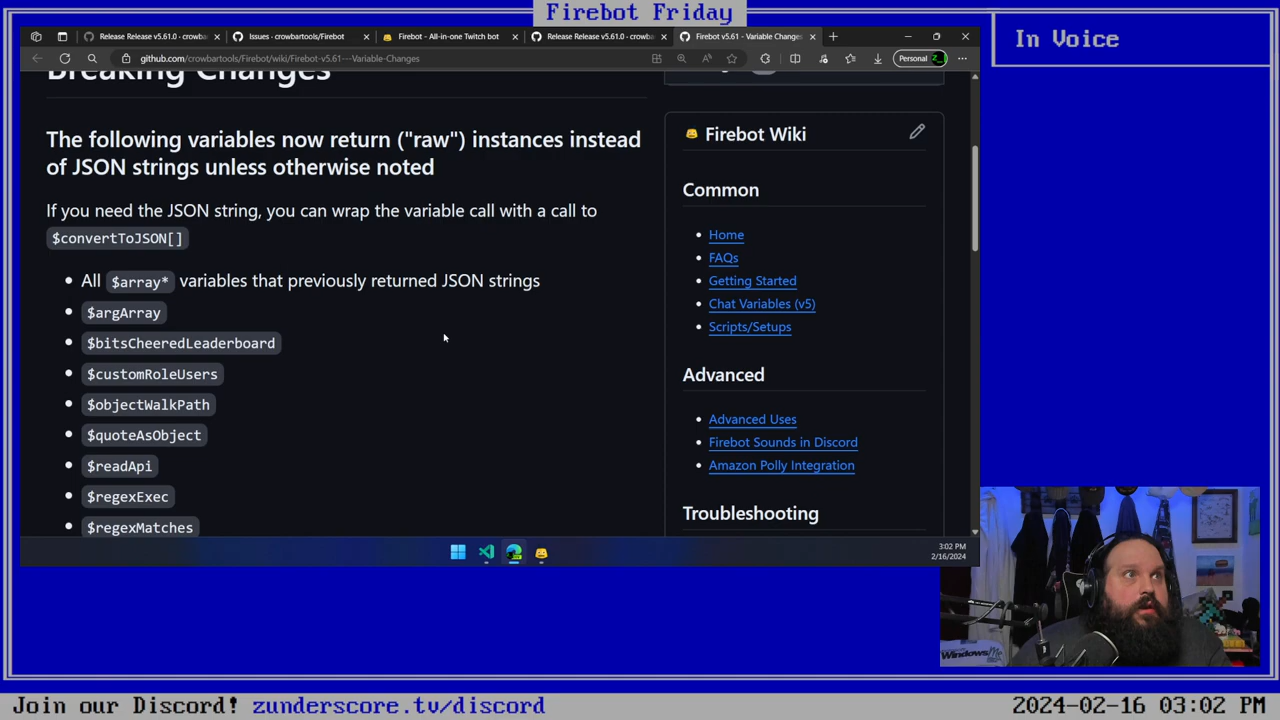 Firebot Friday
In Voice
Release Release v5.61.0 · crowba
Issues · crowbartools/Firebot
Firebot - All-in-one Twitch bot
Release Release v5.61.0 · crowba
Firebot v5.61 - Variable Changes
github.com/crowbartools/Firebot/wiki/Firebot-v5.61---Variable-Changes
Personal
Breaking Changes
The following variables now return ("raw") instances instead
of JSON strings unless otherwise noted
If you need the JSON string, you can wrap the variable call with a call to
$convertToJSON[]
All $array* variables that previously returned JSON strings
$argArray
$bitsCheeredLeaderboard
$customRoleUsers
$objectWalkPath
$quoteAsObject
$readApi
$regexExec
$regexMatches
Firebot Wiki
Common
Home
FAQs
Getting Started
Chat Variables (v5)
Scripts/Setups
Advanced
Advanced Uses
Firebot Sounds in Discord
Amazon Polly Integration
Troubleshooting
3:02 PM
2/16/2024
Windows
Join our Discord! zunderscore.tv/discord
2024-02-16 03:02 PM